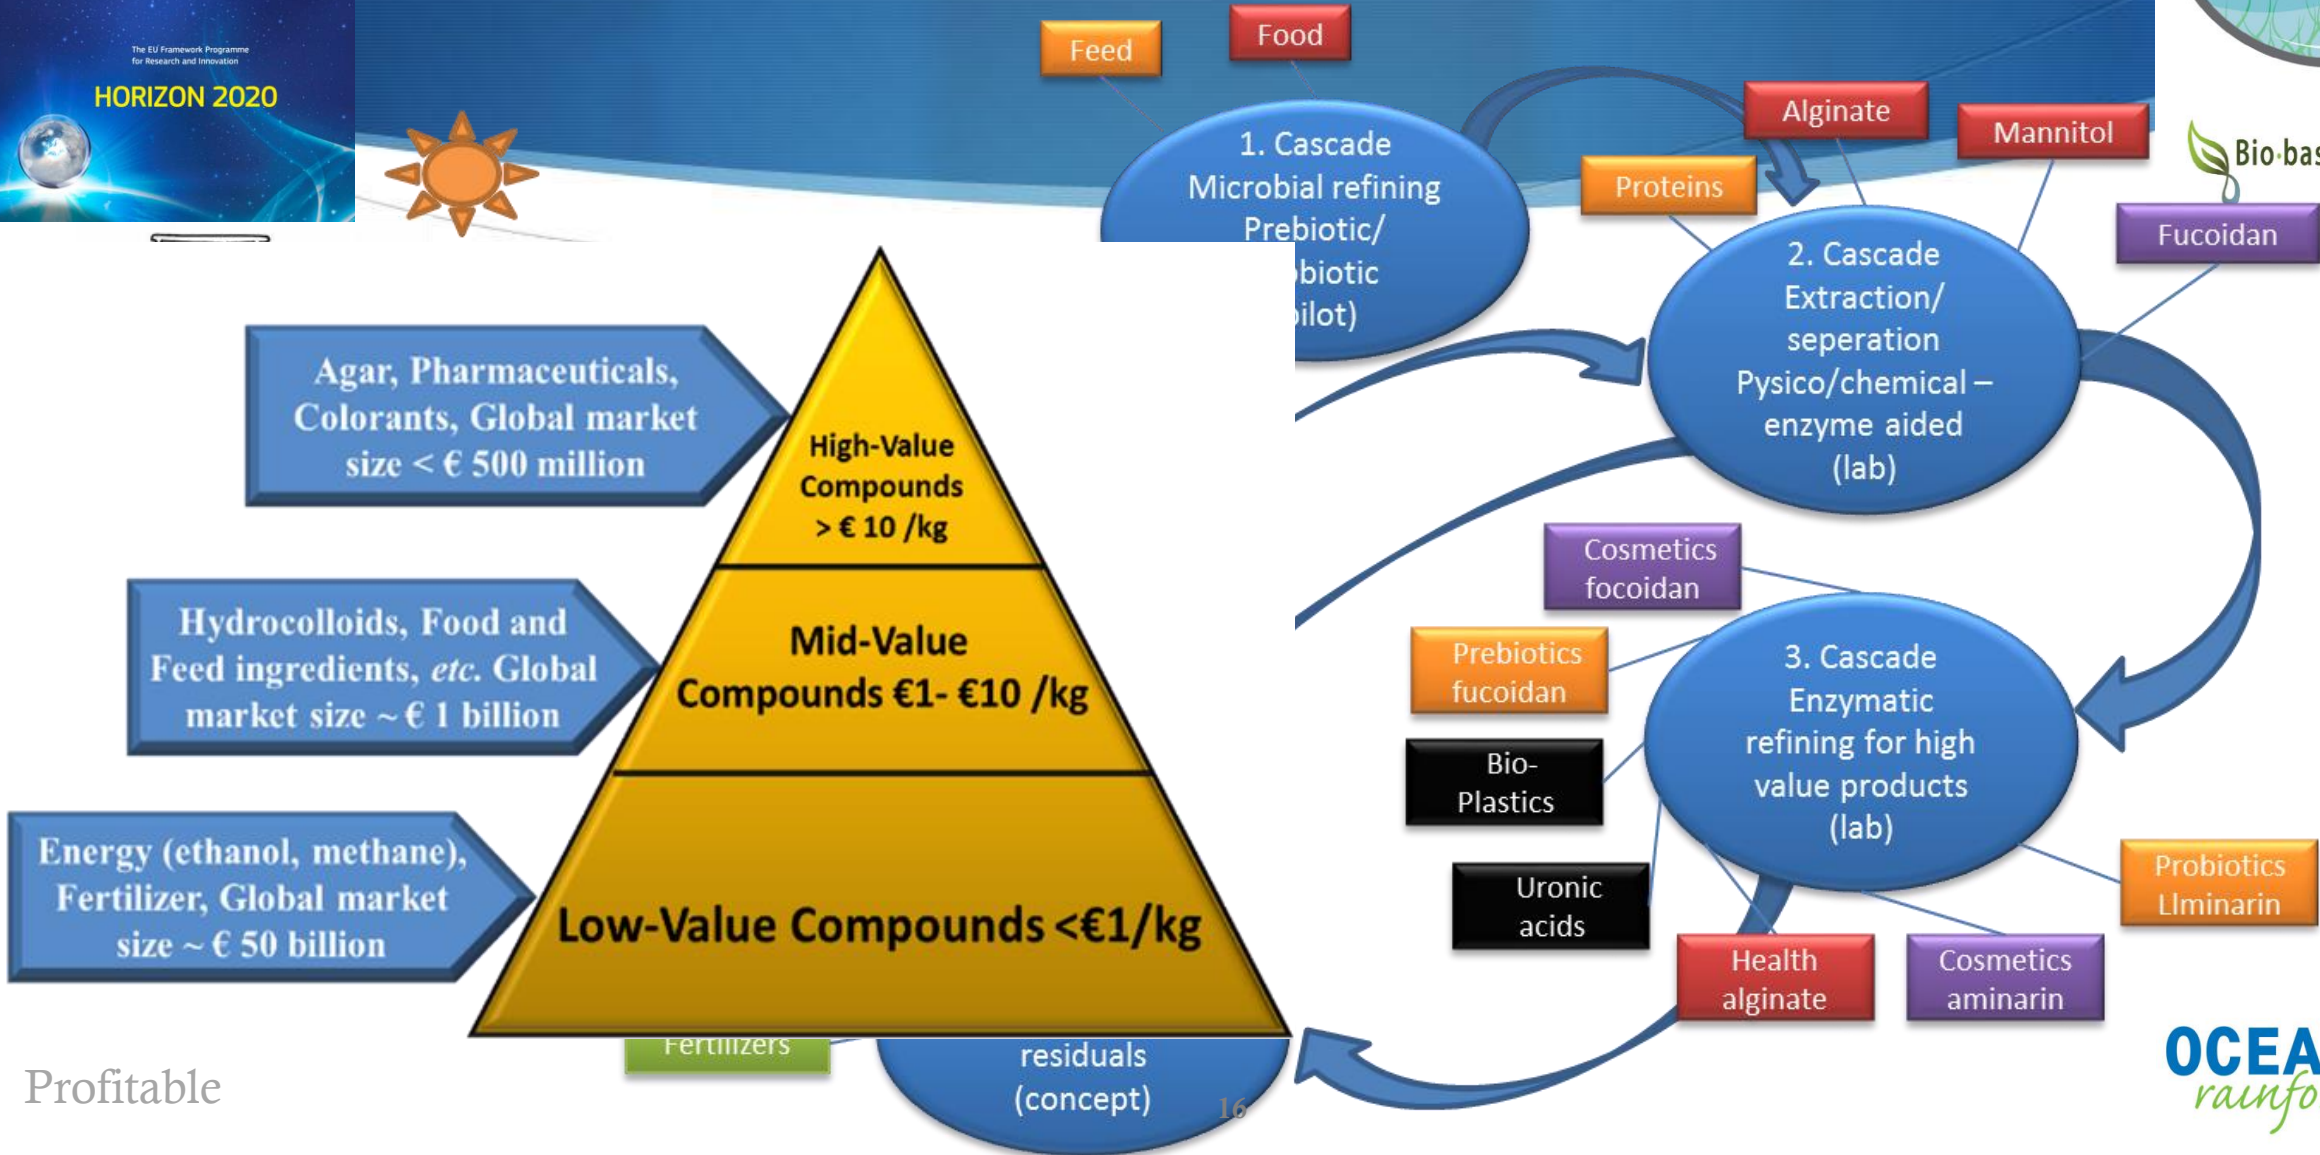 The EU Framework Programme
for Research and Innovation
HORIZON 2020
Feed
Food
1. Cascade
Microbial refining
Prebiotic/
biotic
ilot)
Alginate
Mannitol
Proteins
Fucoidan
Bio·bas
2. Cascade
Extraction/
seperation
Pysico/chemical –
enzyme aided
(lab)
Agar, Pharmaceuticals,
Colorants, Global market
size < € 500 million
High-Value
Compounds
> € 10 /kg
Hydrocolloids, Food and
Feed ingredients, etc. Global
market size ~ € 1 billion
Mid-Value
Compounds €1- €10 /kg
Energy (ethanol, methane),
Fertilizer, Global market
size ~ € 50 billion
Low-Value Compounds <€1/kg
Cosmetics
focoidan
Prebiotics
fucoidan
Bio-
Plastics
Uronic
acids
3. Cascade
Enzymatic
refining for high
value products
(lab)
Probiotics
Llminarin
Health
alginate
Cosmetics
aminarin
Fertilizers
residuals
(concept)
Profitable
16
OCEA
rainfo